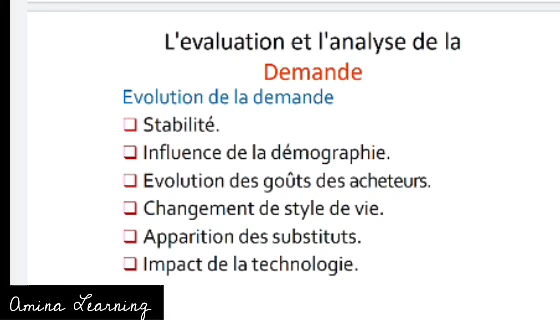 L'evaluation et l'analyse de la
Demande
Evolution de la demande
Stabilité.
Influence de la démographie.
Evolution des goûts des acheteurs.
Changement de style de vie.
Apparition des substituts.
Impact de la technologie.
Amina Learning